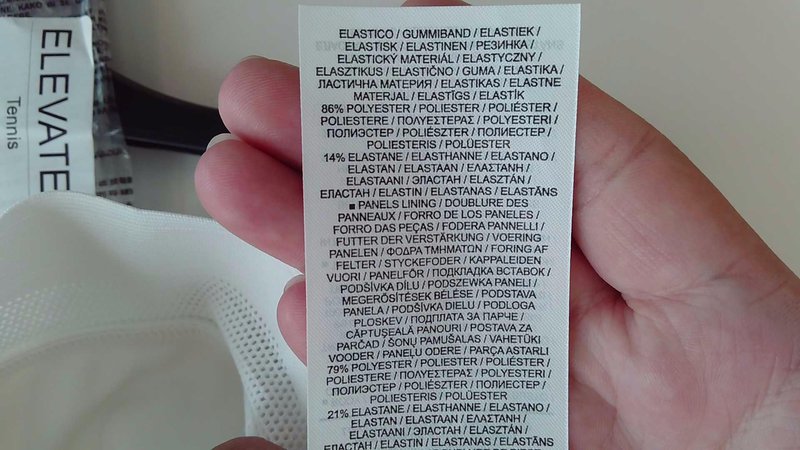 ELEVATE
Tennis
ELASTICO / GUMMIBAND / ELASTIEK /
ELASTISK / ELASTINEN / РЕЗИНКА /
ELASTICKÝ MATERIÁL / ELASTYCZNY /
ELASZTIKUS / ELASTIČNO / GUMA / ELASTIKA /
ЛАСТИЧНА МАТЕРИЯ / ELASTIKAS / ELASTNE
MATERJAL / ELASTĪGS / ELASTİK
86% POLYESTER / POLIESTER / POLIÉSTER /
POLIESTERE / ΠΟΛΥΕΣΤΕΡΑΣ / POLYESTERI /
ПОЛИЭСТЕР / POLIÉSZTER / ПОЛИЕСТЕР /
POLIESTERIS / POLÜESTER
14% ELASTANE / ELASTHANNE / ELASTANO /
ELASTAN / ELASTAAN / ΕΛΑΣΤΑΝΗ /
ELASTAANI / ЭЛАСТАН / ELASZTÁN /
ЕЛАСТАН / ELASTIN / ELASTANAS / ELASTĀNS
■ PANELS LINING / DOUBLURE DES
PANNEAUX / FORRO DE LOS PANELES /
FORRO DAS PEÇAS / FODERA PANNELLI /
FUTTER DER VERSTÄRKUNG / VOERING
PANELEN / ΦΟΔΡΑ ΤΜΗΜΑΤΩΝ / FORING AF
FELTER / STYCKEFODER / KAPPALEIDEN
VUORI / PANELFÔR / ПОДКЛАДКА ВСТАВОК /
PODŠÍVKA DÍLU / PODSZEWKA PANELI /
MEGERŐSÍTÉSEK BÉLÉSE / PODSTAVA
PANELA / PODŠÍVKA DIELU / PODLOGA
PLOSKEV / ПОДПЛАТА ЗА ПАРЧЕ /
CĂPTUȘEALĂ PANOURI / POSTAVA ZA
PARČAD / ŠONŲ PAMUŠALAS / VAHETÜKI
VOODER / PANEĻU ODERE / PARÇA ASTARLI
79% POLYESTER / POLIESTER / POLIÉSTER /
POLIESTERE / ΠΟΛΥΕΣΤΕΡΑΣ / POLYESTERI /
ПОЛИЭСТЕР / POLIÉSZTER / ПОЛИЕСТЕР /
POLIESTERIS / POLÜESTER
21% ELASTANE / ELASTHANNE / ELASTANO /
ELASTAN / ELASTAAN / ΕΛΑΣΤΑΝΗ /
ELASTAANI / ЭЛАСТАН / ELASZTÁN /
ЕЛАСТАН / ELASTIN / ELASTANAS / ELASTĀNS